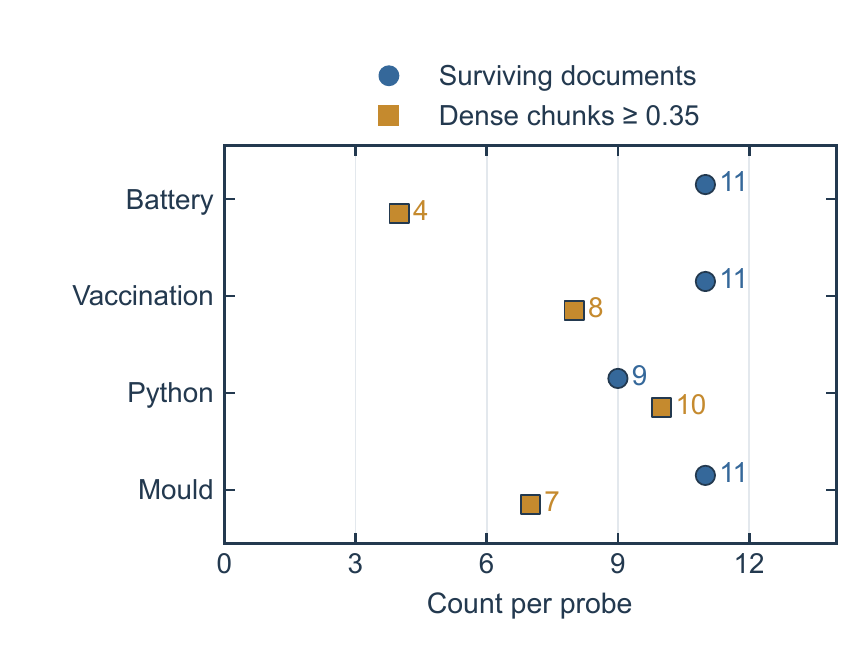 Surviving documents
Dense chunks ≥ 0.35
Battery
11
4
Vaccination
11
8
Python
9
10
Mould
11
7
0 3 6 9 12
Count per probe